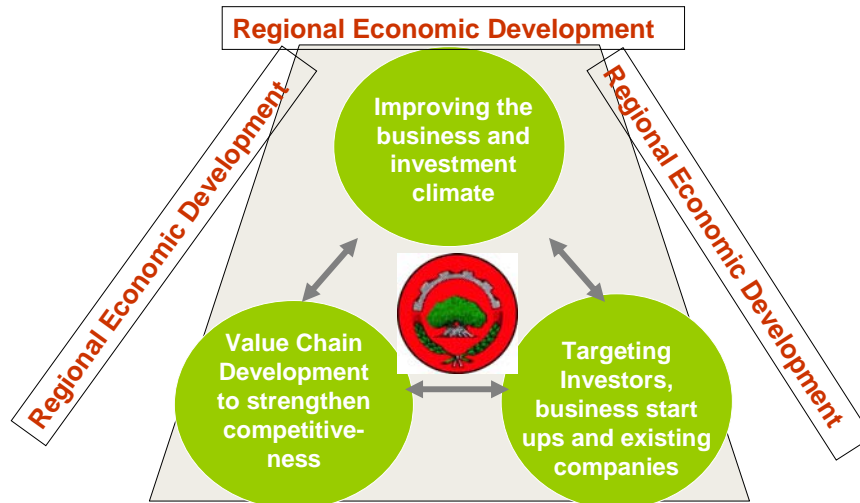 Regional Economic Development
Regional Economic Development
Regional Economic Development
Improving the
business and
investment
climate
Value Chain
Development
to strengthen
competitive-
ness
Targeting
Investors,
business start
ups and existing
companies